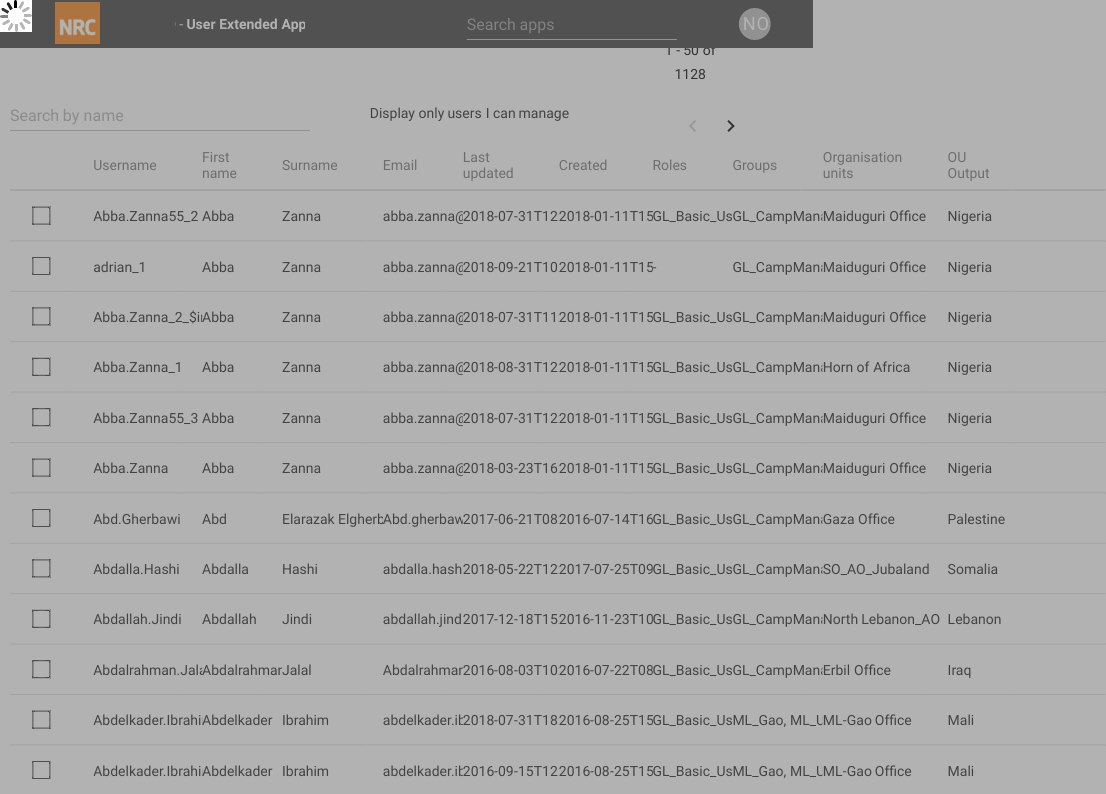 NRC
- User Extended App
Search apps
NO
1 - 50 of
1128
Search by name
Display only users I can manage
Username First name Surname Email Last updated Created Roles Groups Organisation units OU Output
Abba.Zanna55_2 Abba Zanna abba.zanna@ 2018-07-31T12 2018-01-11T15 GL_Basic_Us GL_CampMan Maiduguri Office Nigeria
adrian_1 Abba Zanna abba.zanna@ 2018-09-21T10 2018-01-11T15 - GL_CampMan Maiduguri Office Nigeria
Abba.Zanna_2_$i Abba Zanna abba.zanna@ 2018-07-31T11 2018-01-11T15 GL_Basic_Us GL_CampMan Maiduguri Office Nigeria
Abba.Zanna_1 Abba Zanna abba.zanna@ 2018-08-31T12 2018-01-11T15 GL_Basic_Us GL_CampMan Horn of Africa Nigeria
Abba.Zanna55_3 Abba Zanna abba.zanna@ 2018-07-31T12 2018-01-11T15 GL_Basic_Us GL_CampMan Maiduguri Office Nigeria
Abba.Zanna Abba Zanna abba.zanna@ 2018-03-23T16 2018-01-11T15 GL_Basic_Us GL_CampMan Maiduguri Office Nigeria
Abd.Gherbawi Abd Elarazak Elgherb Abd.gherbaw 2017-06-21T08 2016-07-14T16 GL_Basic_Us GL_CampMan Gaza Office Palestine
Abdalla.Hashi Abdalla Hashi abdalla.hash 2018-05-22T12 2017-07-25T09 GL_Basic_Us GL_CampMan SO_AO_Jubaland Somalia
Abdallah.Jindi Abdallah Jindi abdallah.jind 2017-12-18T15 2016-11-23T10 GL_Basic_Us GL_CampMan North Lebanon_AO Lebanon
Abdalrahman.Jala Abdalrahmar Jalal Abdalrahmar 2016-08-03T10 2016-07-22T08 GL_Basic_Us GL_CampMan Erbil Office Iraq
Abdelkader.Ibrahi Abdelkader Ibrahim abdelkader.ib 2018-07-31T18 2016-08-25T15 GL_Basic_Us ML_Gao, ML_U ML-Gao Office Mali
Abdelkader.Ibrahi Abdelkader Ibrahim abdelkader.ib 2016-09-15T12 2016-08-25T15 GL_Basic_Us ML_Gao, ML_U ML-Gao Office Mali